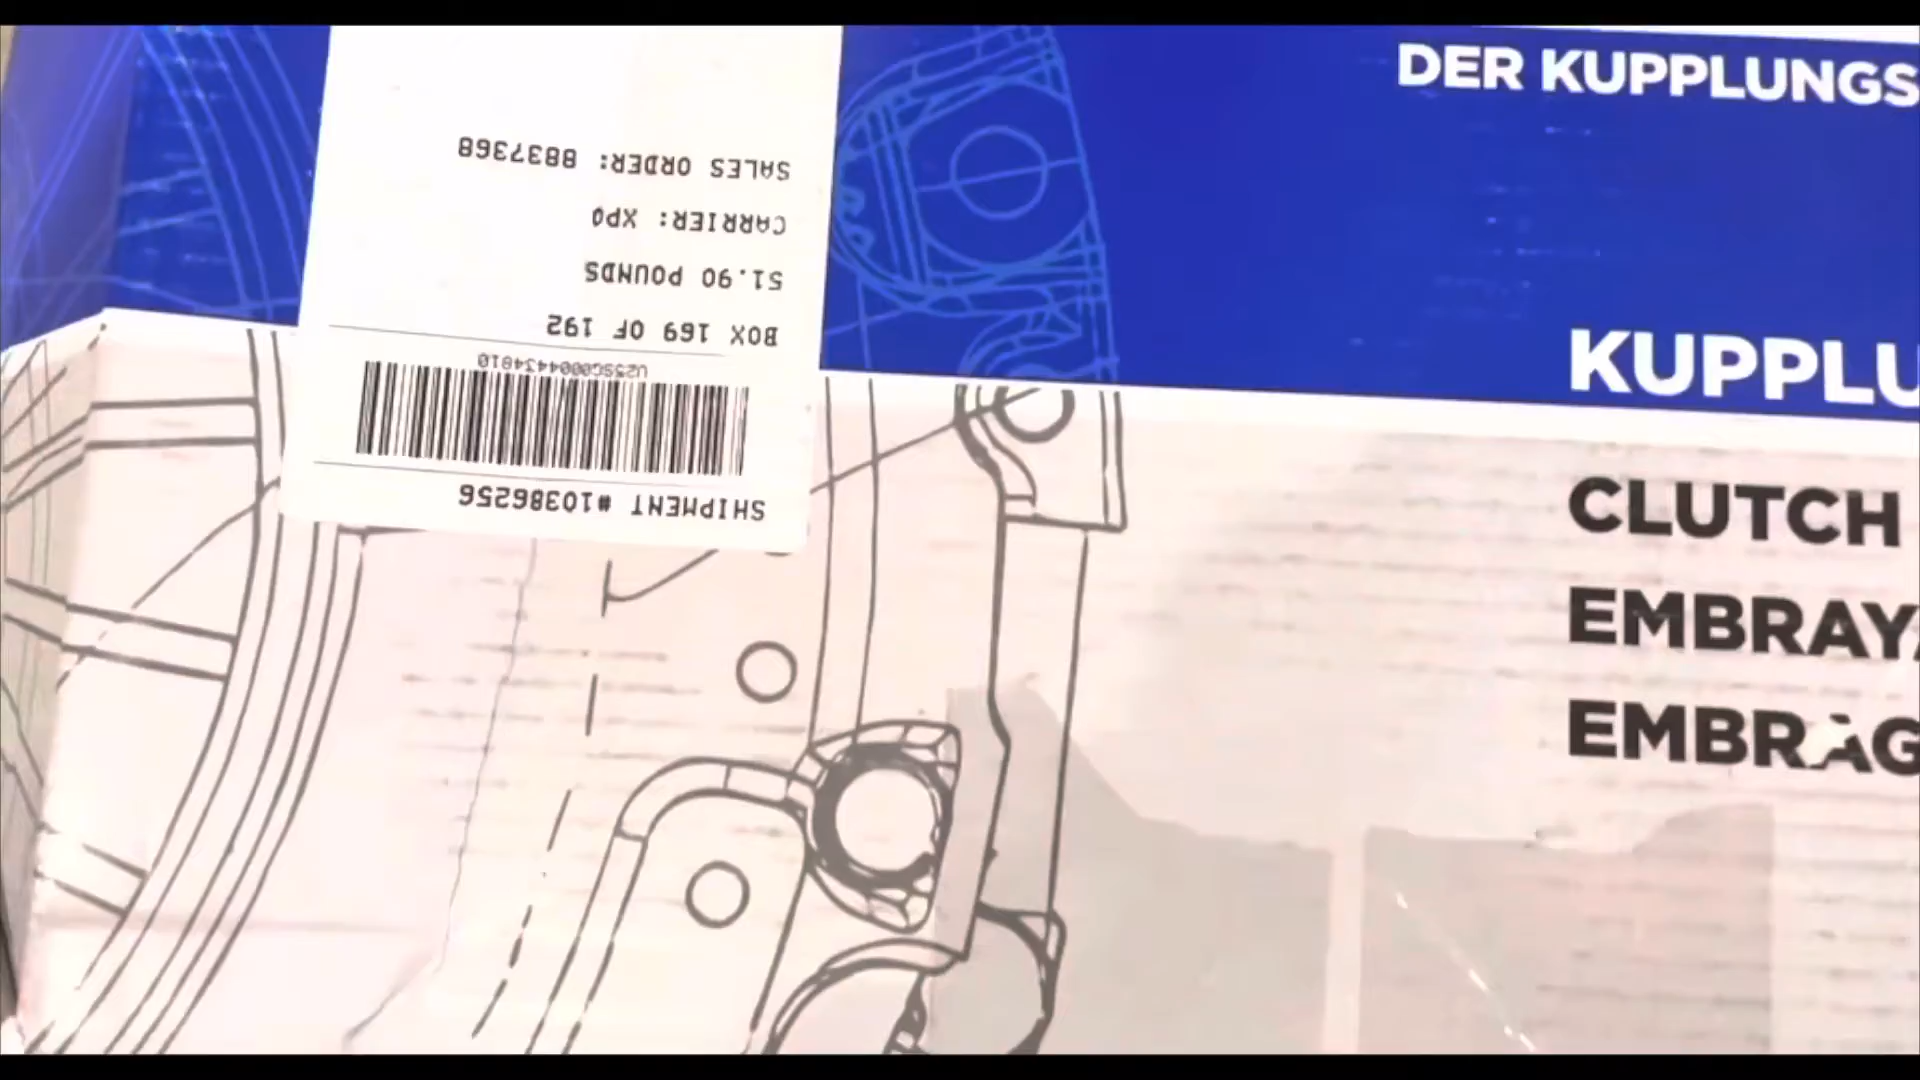 DER KUPPLUNGS
KUPPLU
CLUTCH
EMBRAYA
EMBRAG
SHIPMENT #10386256
BOX 169 OF 192
51.90 POUNDS
CARRIER: XPO
SALES ORDER: 8837368